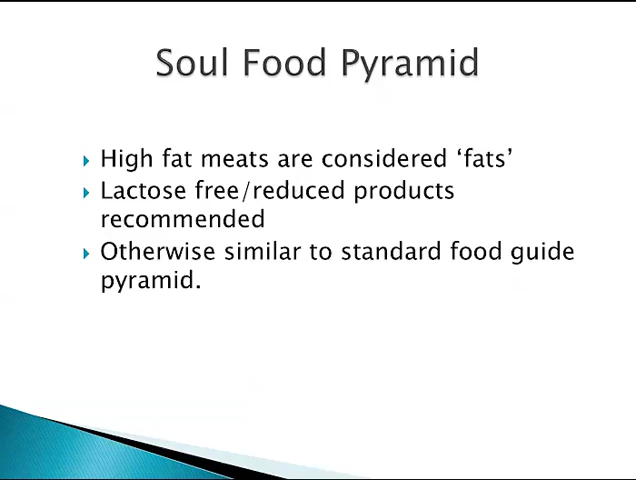 Soul Food Pyramid
High fat meats are considered ‘fats’
Lactose free/reduced products
recommended
Otherwise similar to standard food guide
pyramid.